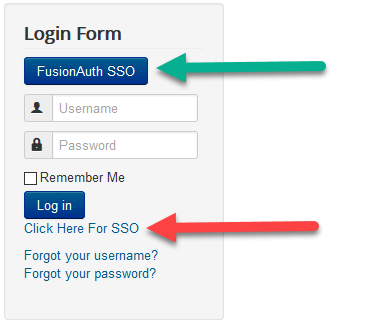 Login Form
FusionAuth SSO
Username
Password
Remember Me
Log in
Click Here For SSO
Forgot your username?
Forgot your password?